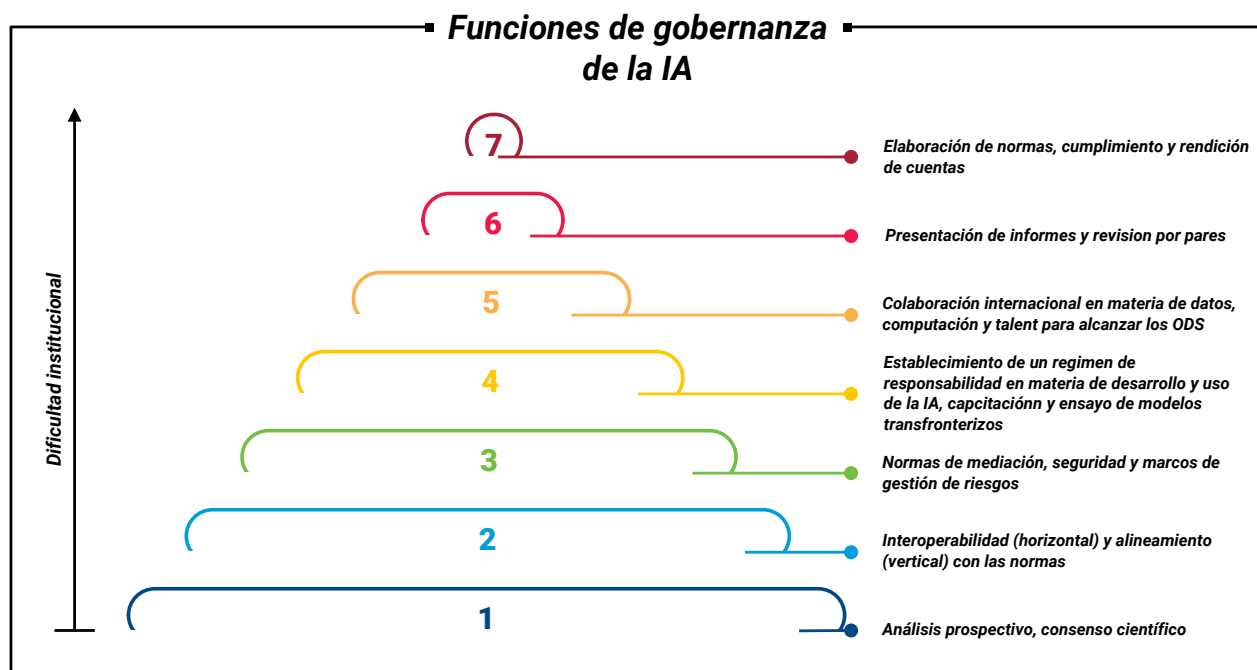 Funciones de gobernanza
de la IA
Dificultad institucional
7
Elaboración de normas, cumplimiento y rendición
de cuentas
6
Presentación de informes y revision por pares
5
Colaboración internacional en materia de datos,
computación y talent para alcanzar los ODS
4
Establecimiento de un regimen de
responsabilidad en materia de desarrollo y uso
de la IA, capcitaciónn y ensayo de modelos
transfronterizos
3
Normas de mediación, seguridad y marcos de
gestión de riesgos
2
Interoperabilidad (horizontal) y alineamiento
(vertical) con las normas
1
Análisis prospectivo, consenso científico